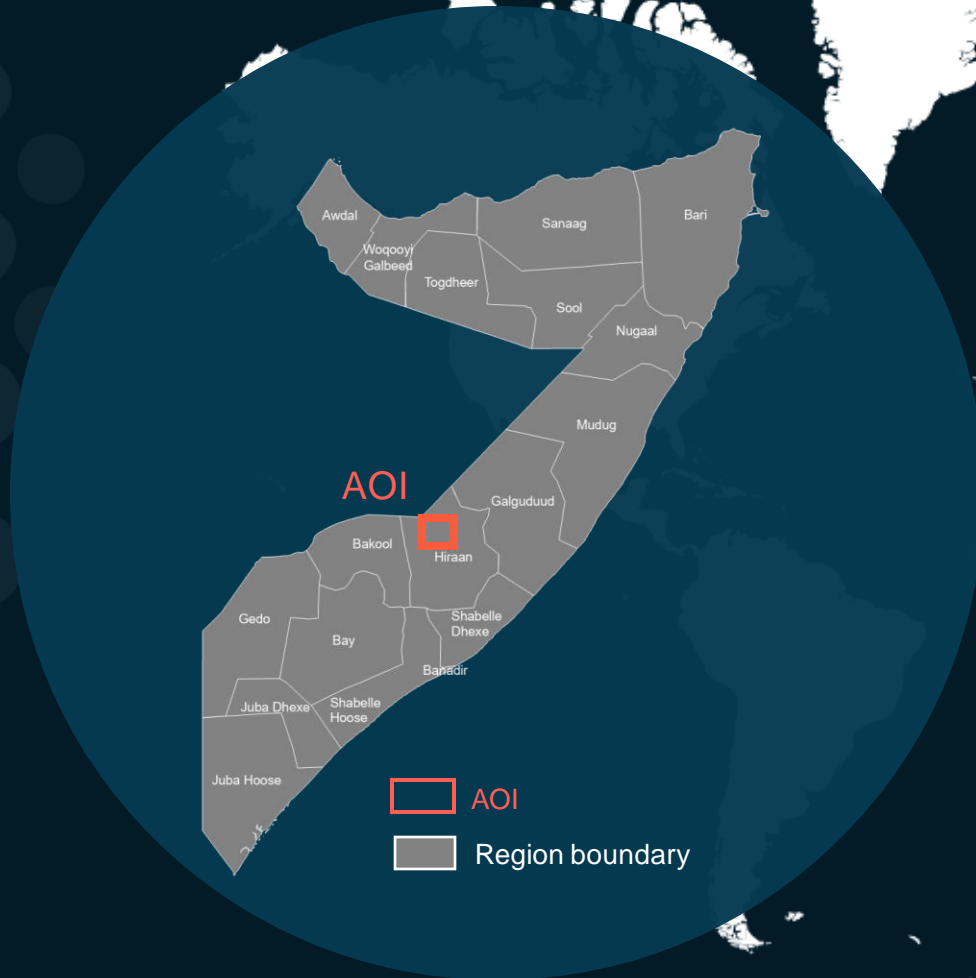 Awdal
Sanaag
Bari
Woqooyi
Galbeed
Togdheer
Sool
Nugaal
Mudug
AOI
Galguduud
Bakool
Hiraan
Gedo
Shabelle
Dhexe
Bay
Banadir
Juba Dhexe
Shabelle
Hoose
Juba Hoose
AOI
Region boundary